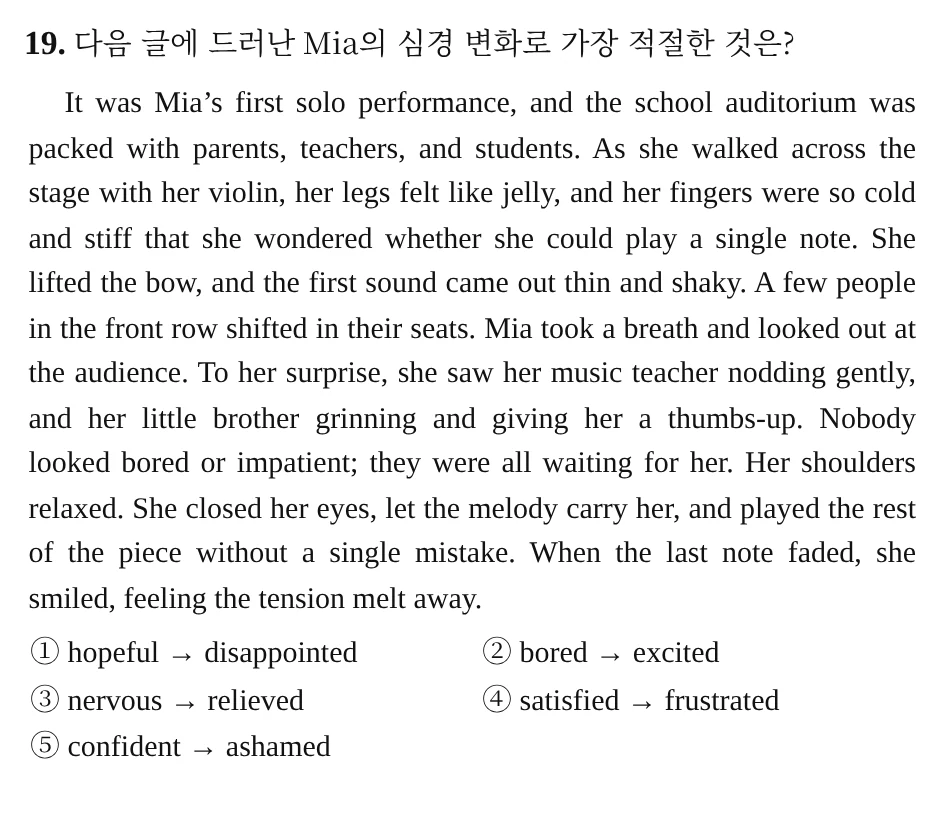 19. 다음 글에 드러난 Mia의 심경 변화로 가장 적절한 것은?
It was Mia’s first solo performance, and the school auditorium was
packed with parents, teachers, and students. As she walked across the
stage with her violin, her legs felt like jelly, and her fingers were so cold
and stiff that she wondered whether she could play a single note. She
lifted the bow, and the first sound came out thin and shaky. A few people
in the front row shifted in their seats. Mia took a breath and looked out at
the audience. To her surprise, she saw her music teacher nodding gently,
and her little brother grinning and giving her a thumbs-up. Nobody
looked bored or impatient; they were all waiting for her. Her shoulders
relaxed. She closed her eyes, let the melody carry her, and played the rest
of the piece without a single mistake. When the last note faded, she
smiled, feeling the tension melt away.
① hopeful → disappointed ② bored → excited
③ nervous → relieved ④ satisfied → frustrated
⑤ confident → ashamed